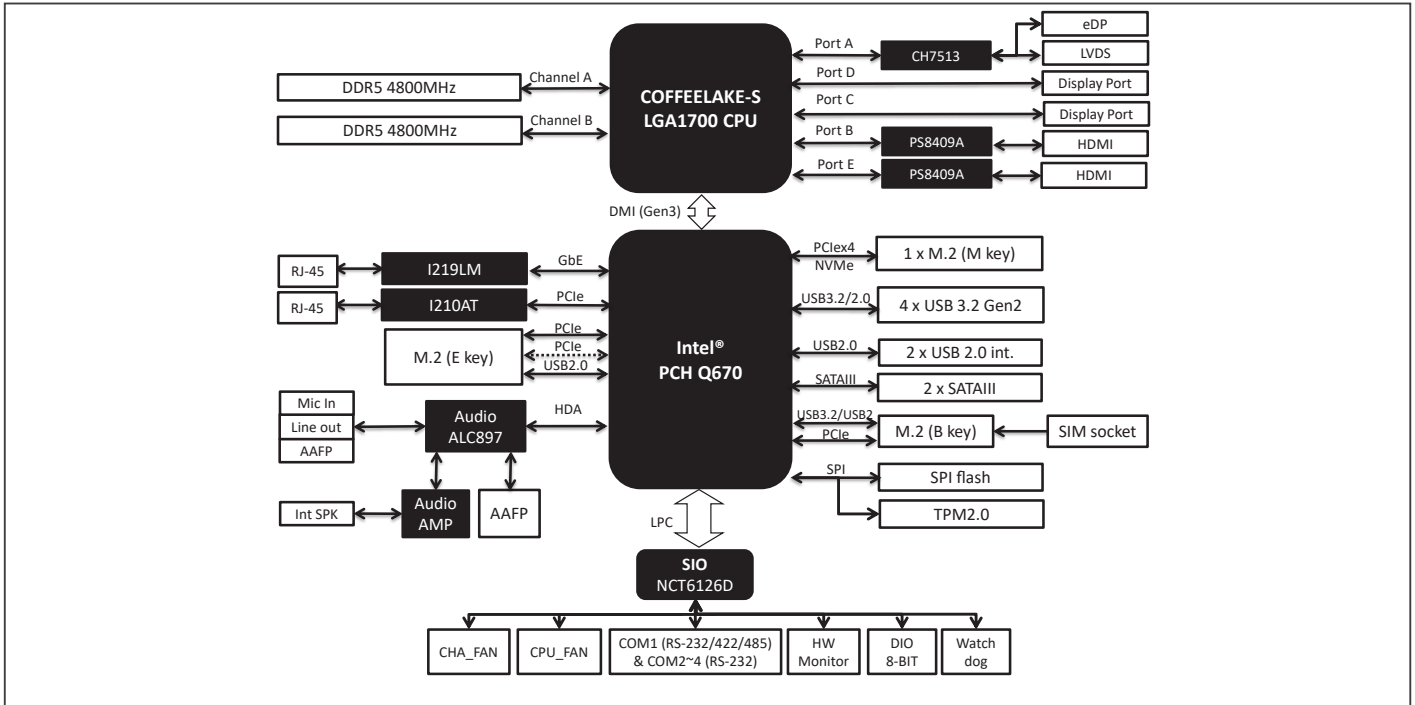 eDP
Port A
CH7513
LVDS
DDR5 4800MHz
Channel A
COFFEELAKE-S
LGA1700 CPU
Port D
Display Port
Port C
Display Port
DDR5 4800MHz
Channel B
Port B
PS8409A
HDMI
Port E
PS8409A
HDMI
DMI (Gen3)
RJ-45
I219LM
GbE
PCIex4
NVMe
1 x M.2 (M key)
RJ-45
I210AT
PCIe
USB3.2/2.0
4 x USB 3.2 Gen2
M.2 (E key)
PCIe
PCIe
USB2.0
Intel®
PCH Q670
USB2.0
2 x USB 2.0 int.
SATAIII
2 x SATAIII
Mic In
Line out
AAFP
Audio
ALC897
HDA
USB3.2/USB2
PCIe
M.2 (B key)
SIM socket
SPI
SPI flash
TPM2.0
Int SPK
Audio
AMP
AAFP
LPC
SIO
NCT6126D
CHA_FAN
CPU_FAN
COM1 (RS-232/422/485)
& COM2~4 (RS-232)
HW
Monitor
DIO
8-BIT
Watch
dog